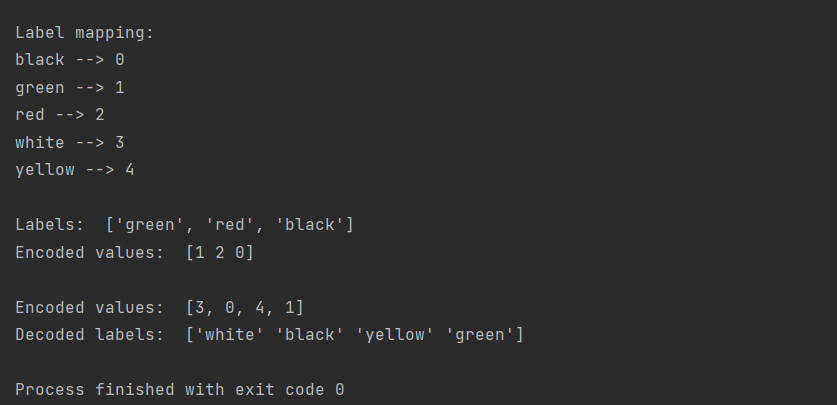 Label mapping:
black --> 0
green --> 1
red --> 2
white --> 3
yellow --> 4
Labels:  ['green', 'red', 'black']
Encoded values:  [1 2 0]
Encoded values:  [3, 0, 4, 1]
Decoded labels:  ['white' 'black' 'yellow' 'green']
Process finished with exit code 0